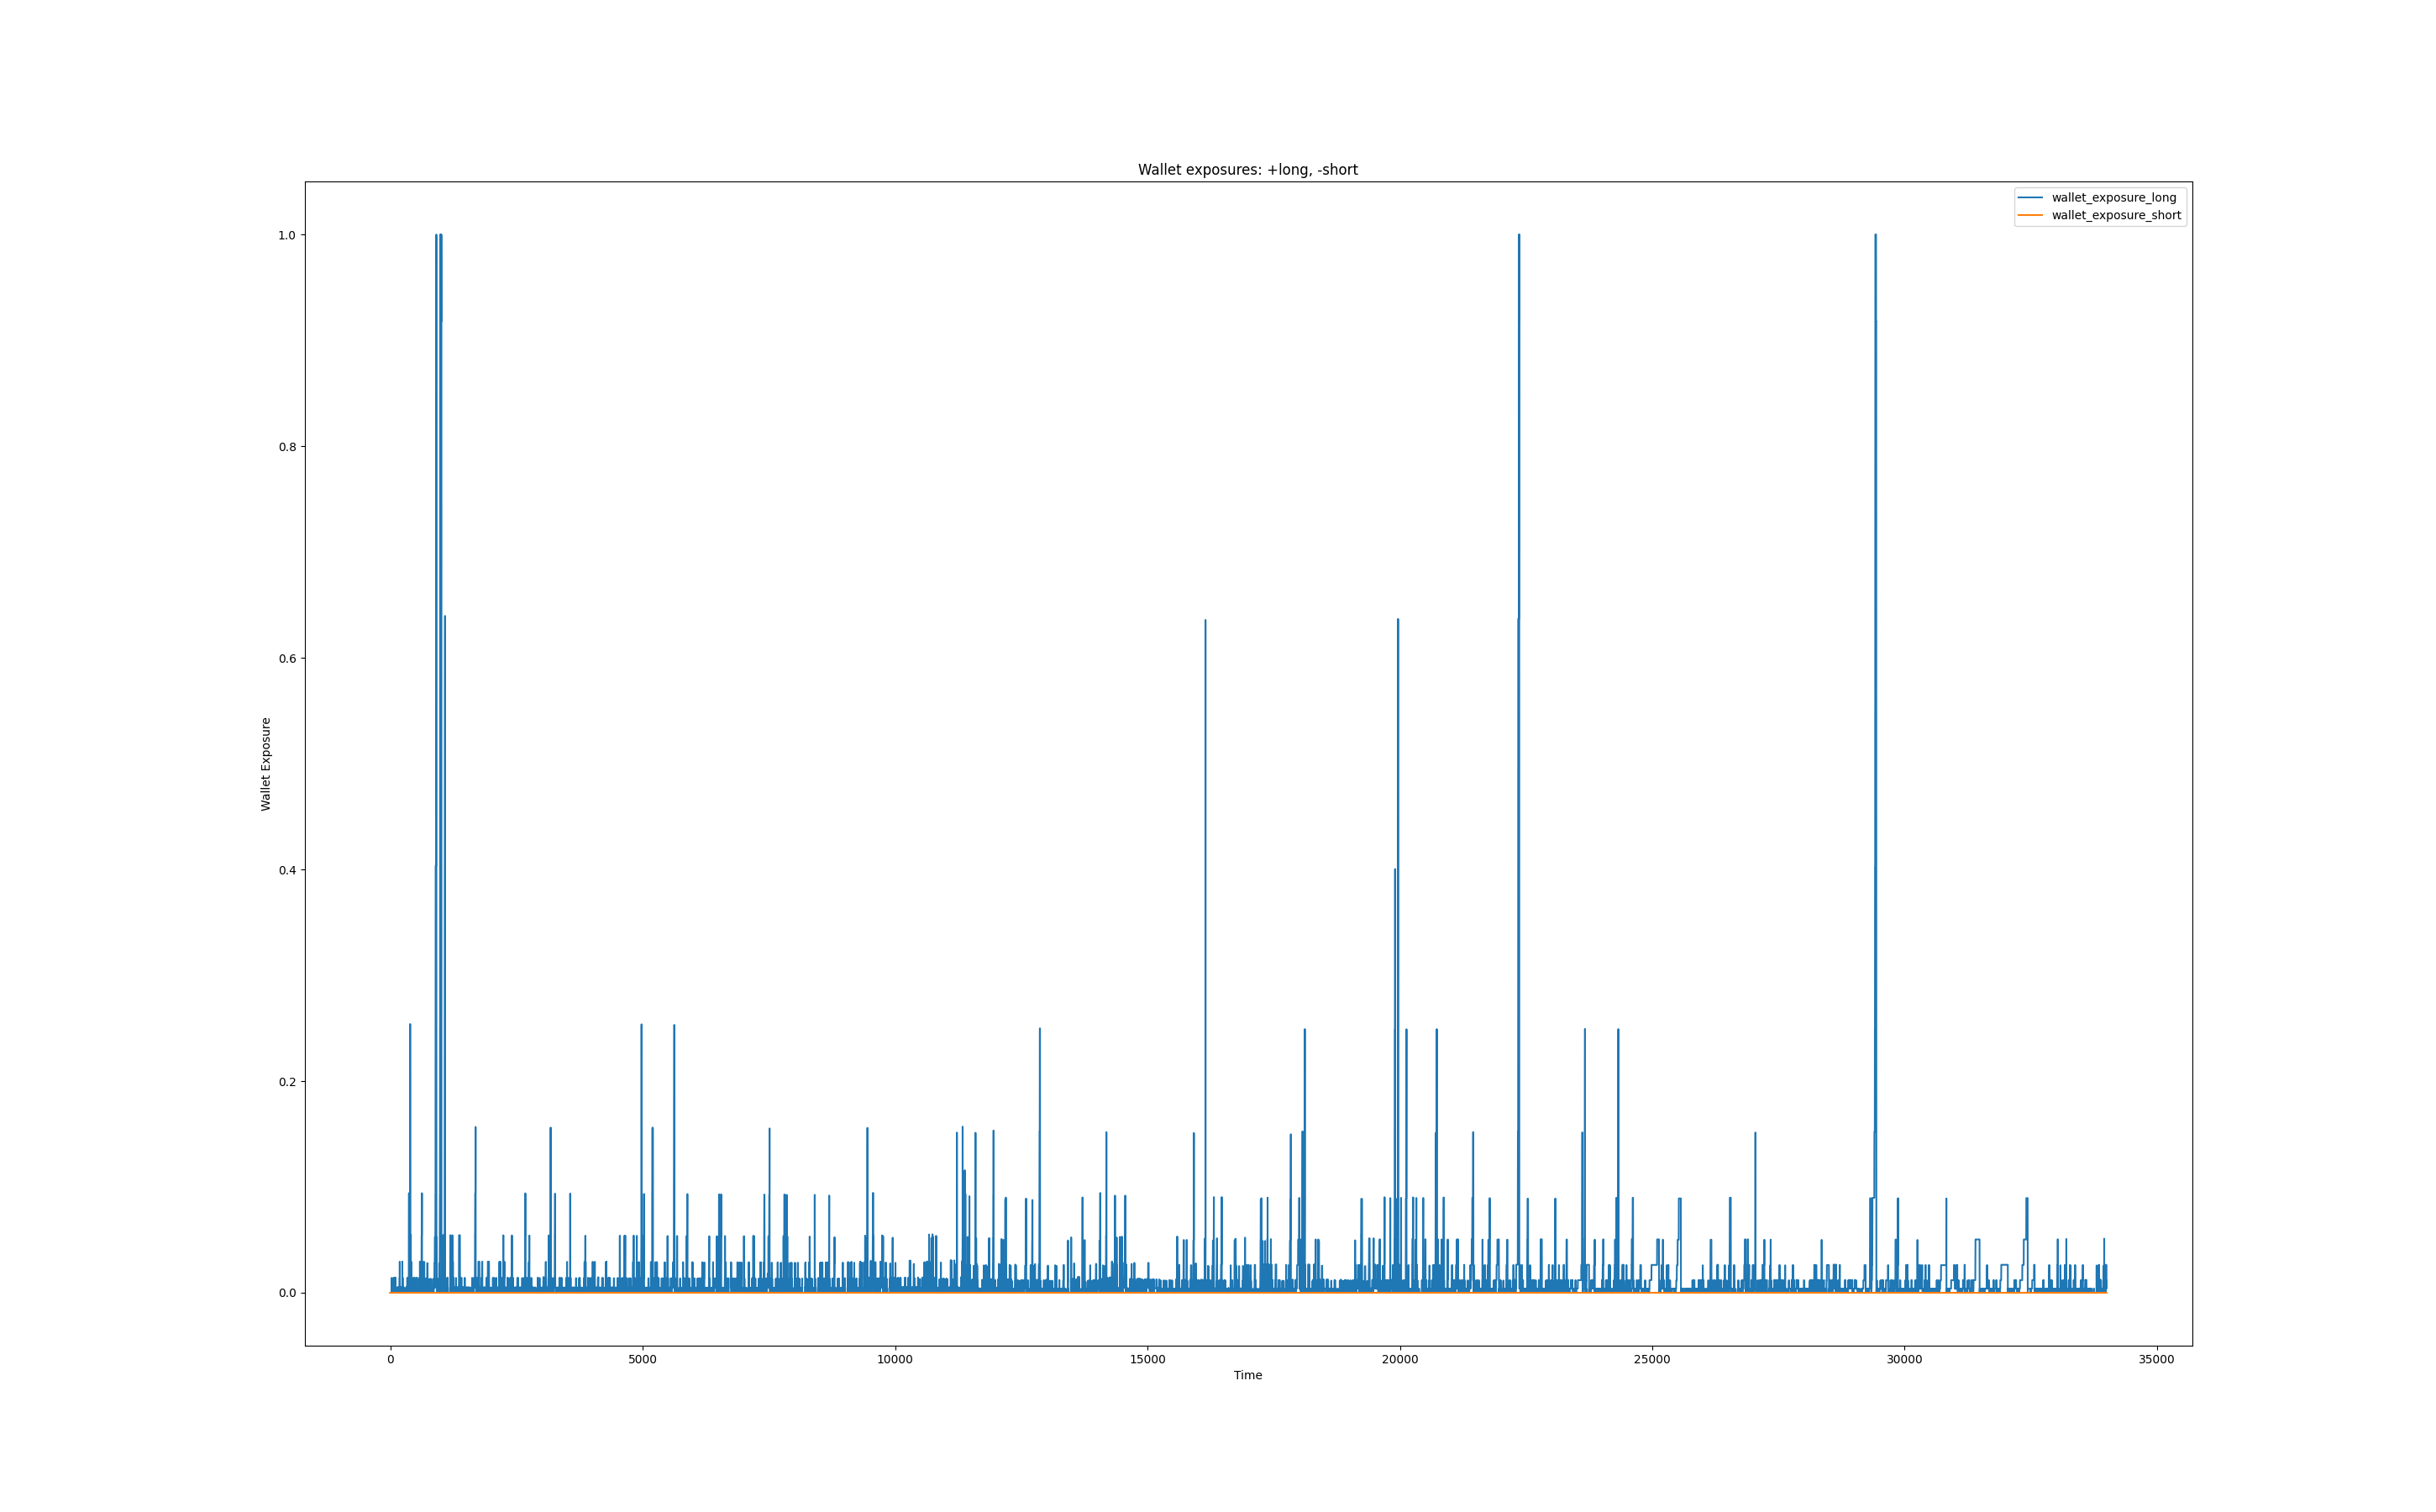 Wallet exposures: +long, -short
wallet_exposure_long
wallet_exposure_short
1.0
0.8
0.6
0.4
0.2
0.0
Wallet Exposure
0 5000 10000 15000 20000 25000 30000 35000
Time